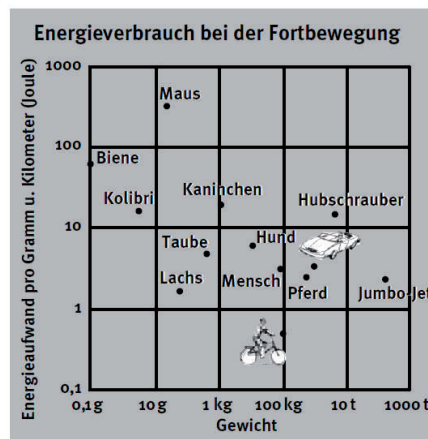 Energieverbrauch bei der Fortbewegung
Energieaufwand pro Gramm u. Kilometer (Joule)
1000
100
10
1
0,1
Maus
Biene
Kolibri
Kaninchen
Hubschrauber
Taube
Hund
Lachs
Mensch
Pferd
Jumbo-Jet
0,1g
10g
1kg
100kg
10t
1000t
Gewicht